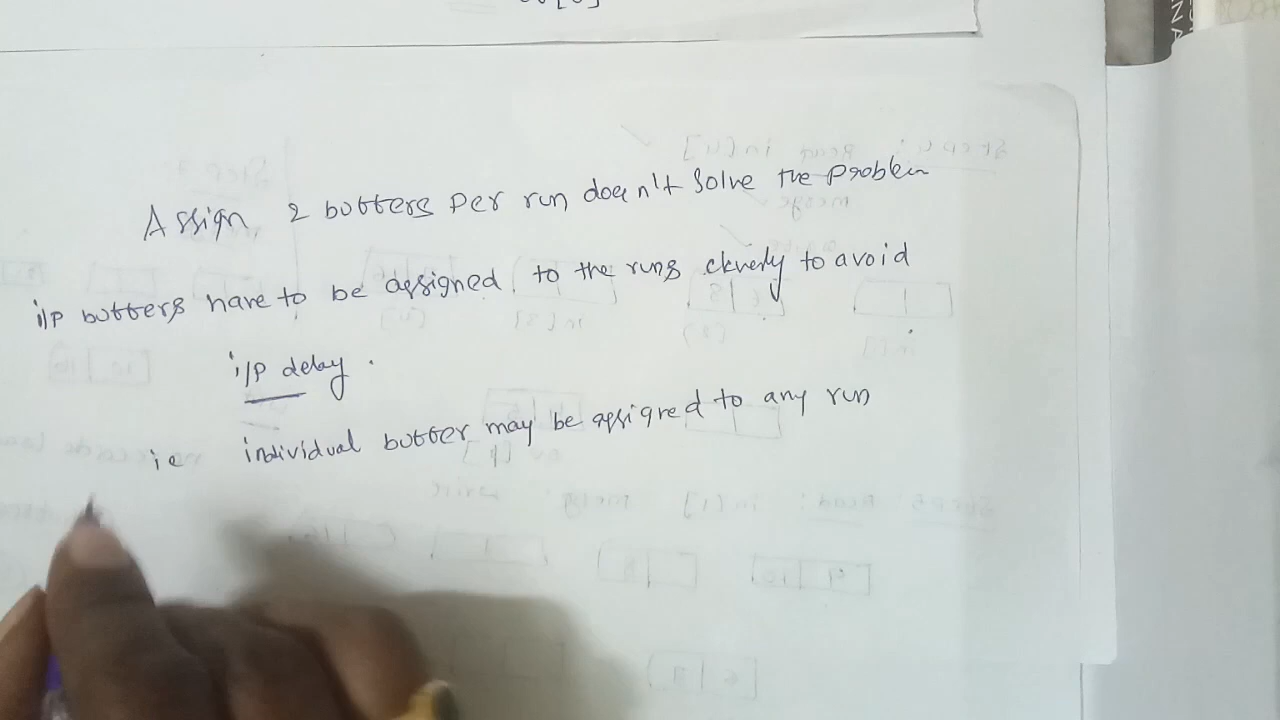 Assign 2 buffers per run doesn't solve the problem
i/p buffers have to be assigned to the runs cleverly to avoid
i/p delay.
ie individual buffer may be assigned to any run